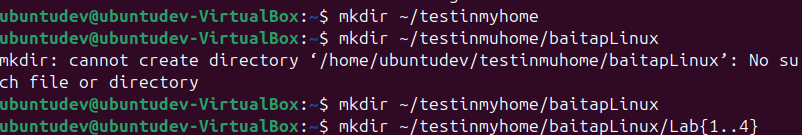 ubuntudev@ubuntudev-VirtualBox:~$ mkdir ~/testinmyhome
ubuntudev@ubuntudev-VirtualBox:~$ mkdir ~/testinmuhome/baitapLinux
mkdir: cannot create directory ‘/home/ubuntudev/testinmuhome/baitapLinux’: No su
ch file or directory
ubuntudev@ubuntudev-VirtualBox:~$ mkdir ~/testinmyhome/baitapLinux
ubuntudev@ubuntudev-VirtualBox:~$ mkdir ~/testinmyhome/baitapLinux/Lab{1..4}